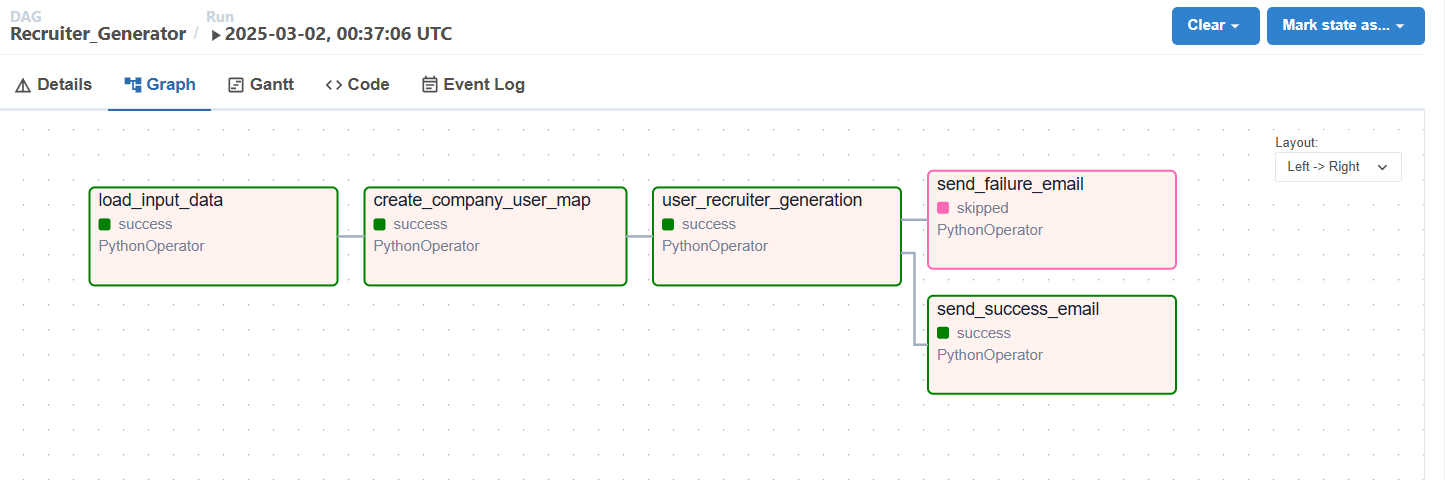 DAG
Recruiter_Generator / Run
2025-03-02, 00:37:06 UTC
Clear
Mark state as...
Details
Graph
Gantt
Code
Event Log
Layout:
Left -> Right
load_input_data
success
PythonOperator
create_company_user_map
success
PythonOperator
user_recruiter_generation
success
PythonOperator
send_failure_email
skipped
PythonOperator
send_success_email
success
PythonOperator